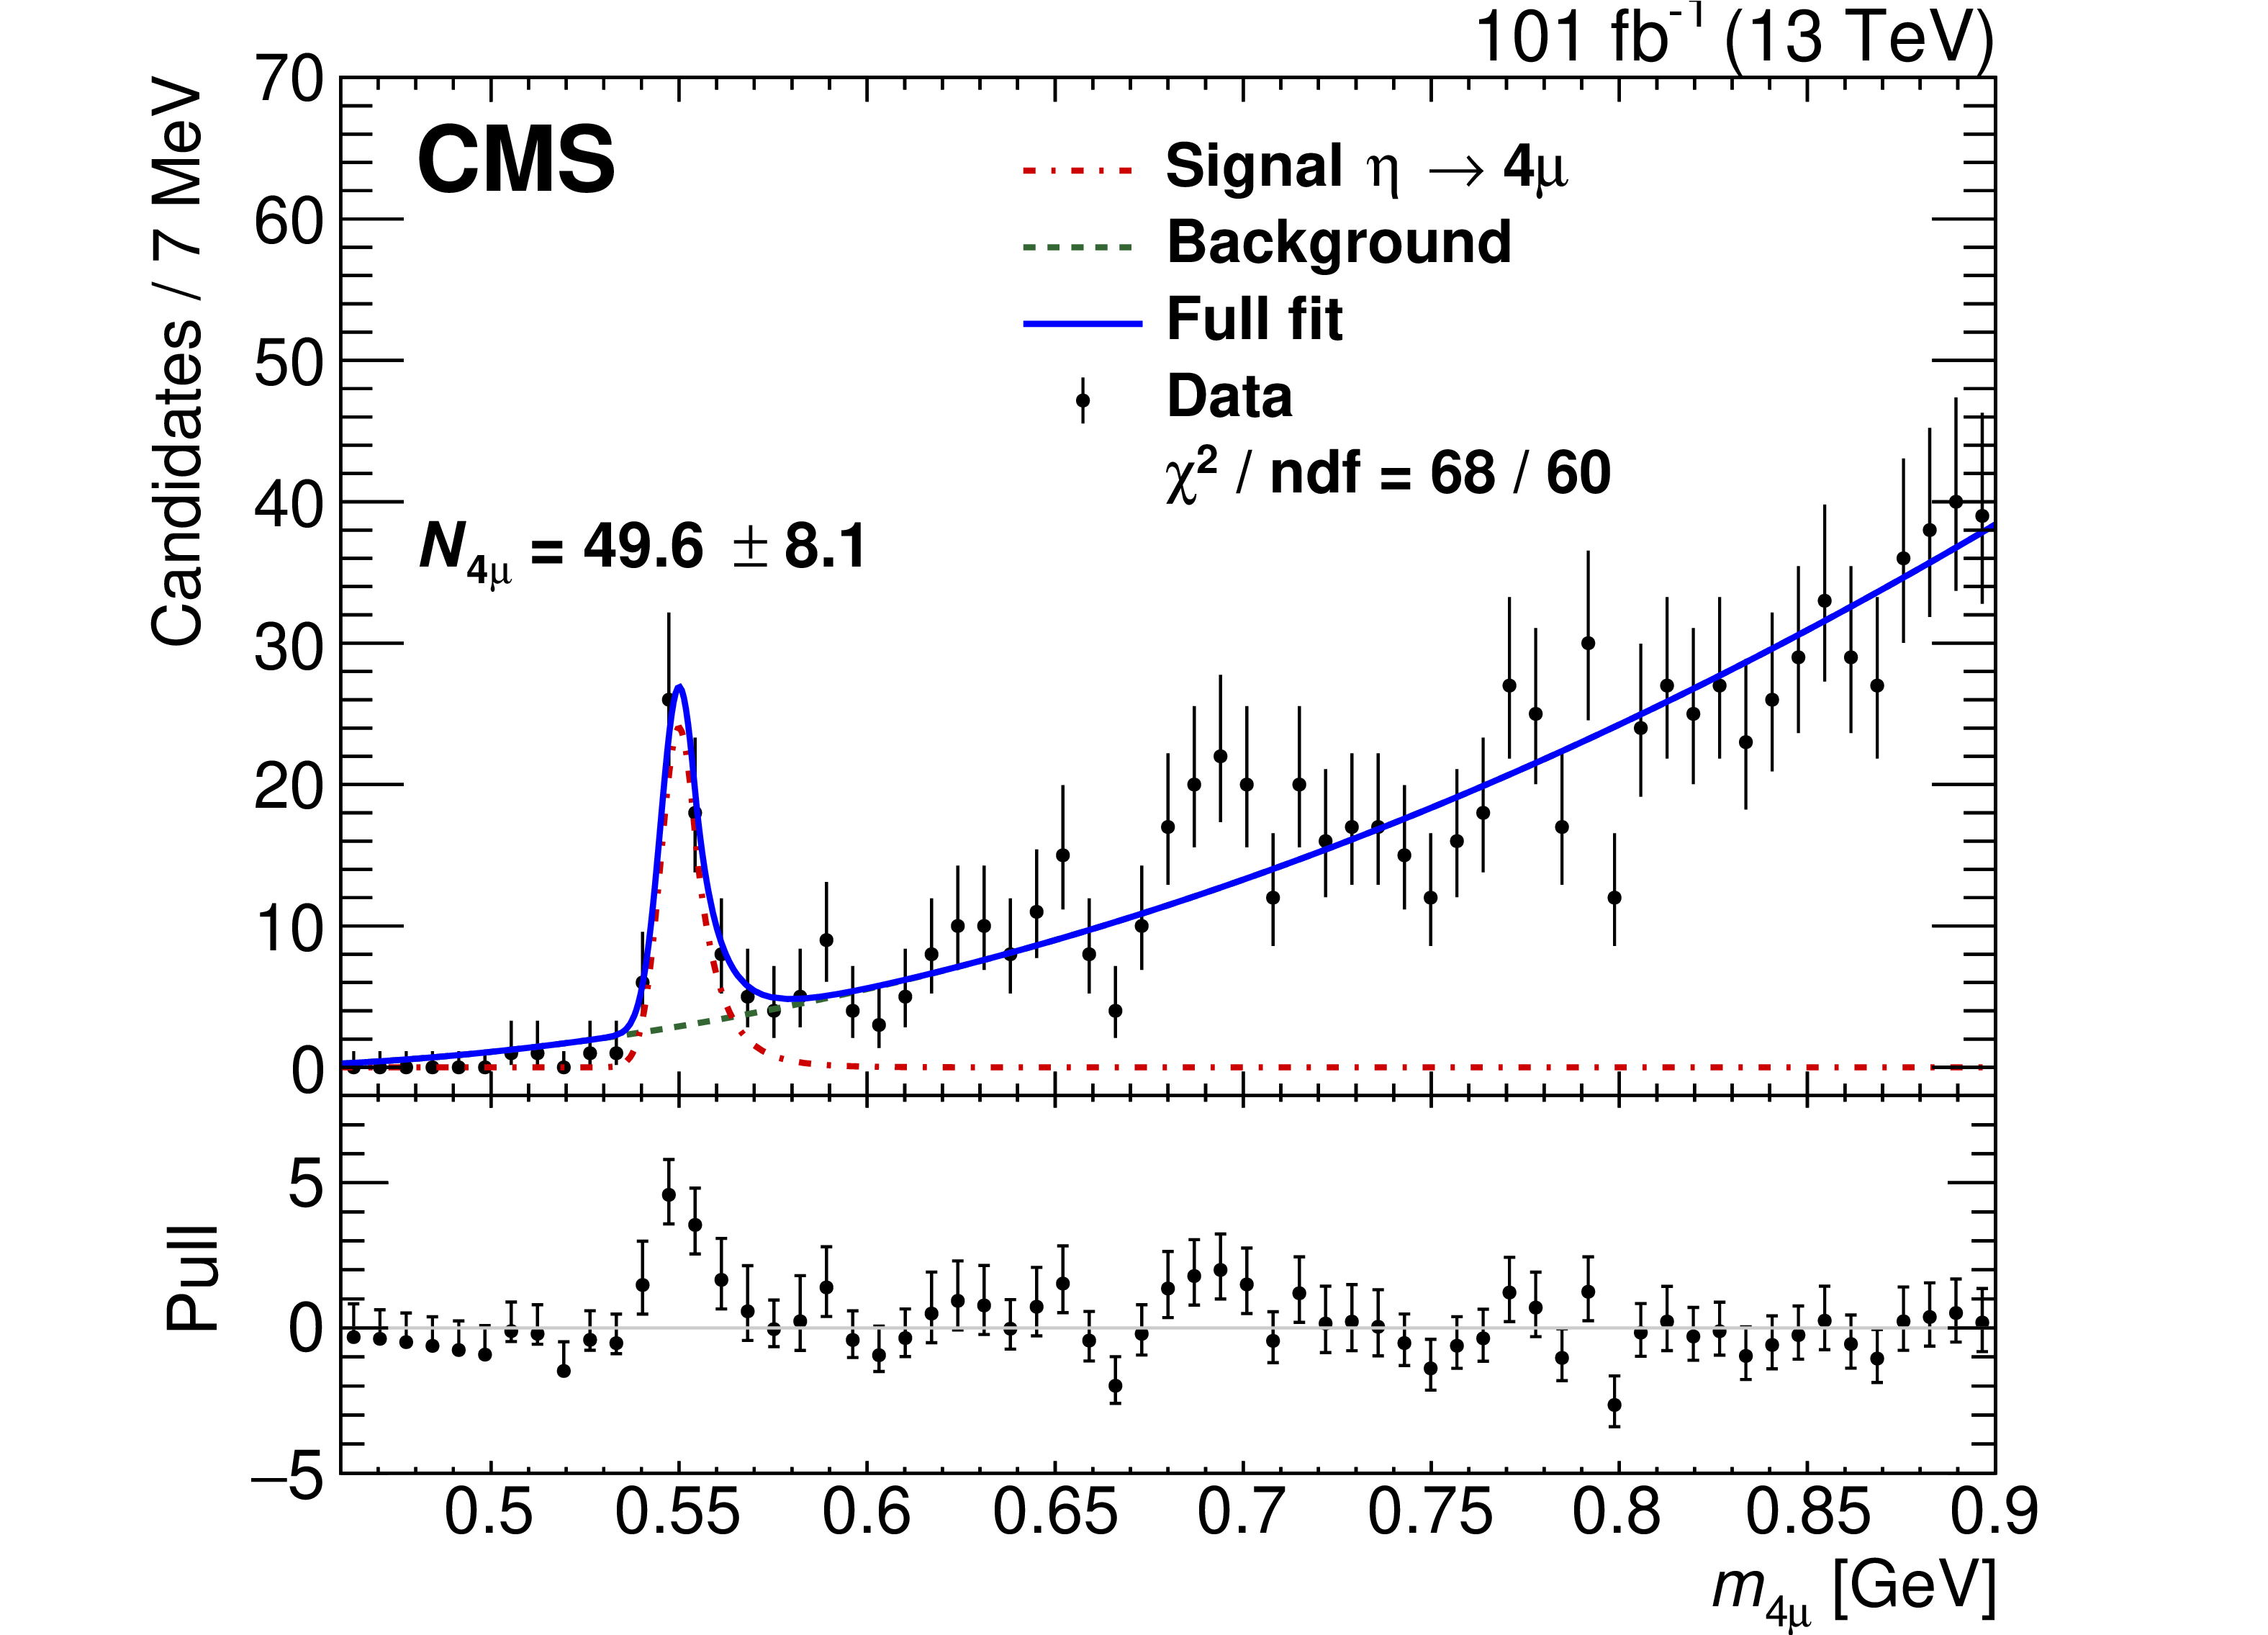 101 fb⁻¹ (13 TeV)
Candidates / 7 MeV
70
60
50
40
30
20
10
0
CMS
Signal η → 4μ
Background
Full fit
Data
χ² / ndf = 68 / 60
N4μ = 49.6 ± 8.1
Pull
5
0
−5
0.5 0.55 0.6 0.65 0.7 0.75 0.8 0.85 0.9
m4μ [GeV]